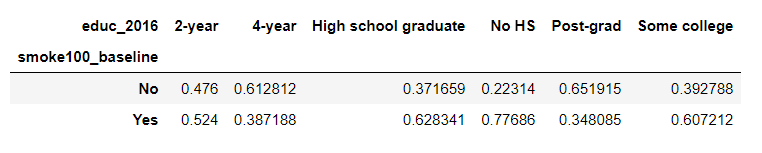 educ_2016 2-year 4-year High school graduate No HS Post-grad Some college
smoke100_baseline
No 0.476 0.612812 0.371659 0.22314 0.651915 0.392788
Yes 0.524 0.387188 0.628341 0.77686 0.348085 0.607212